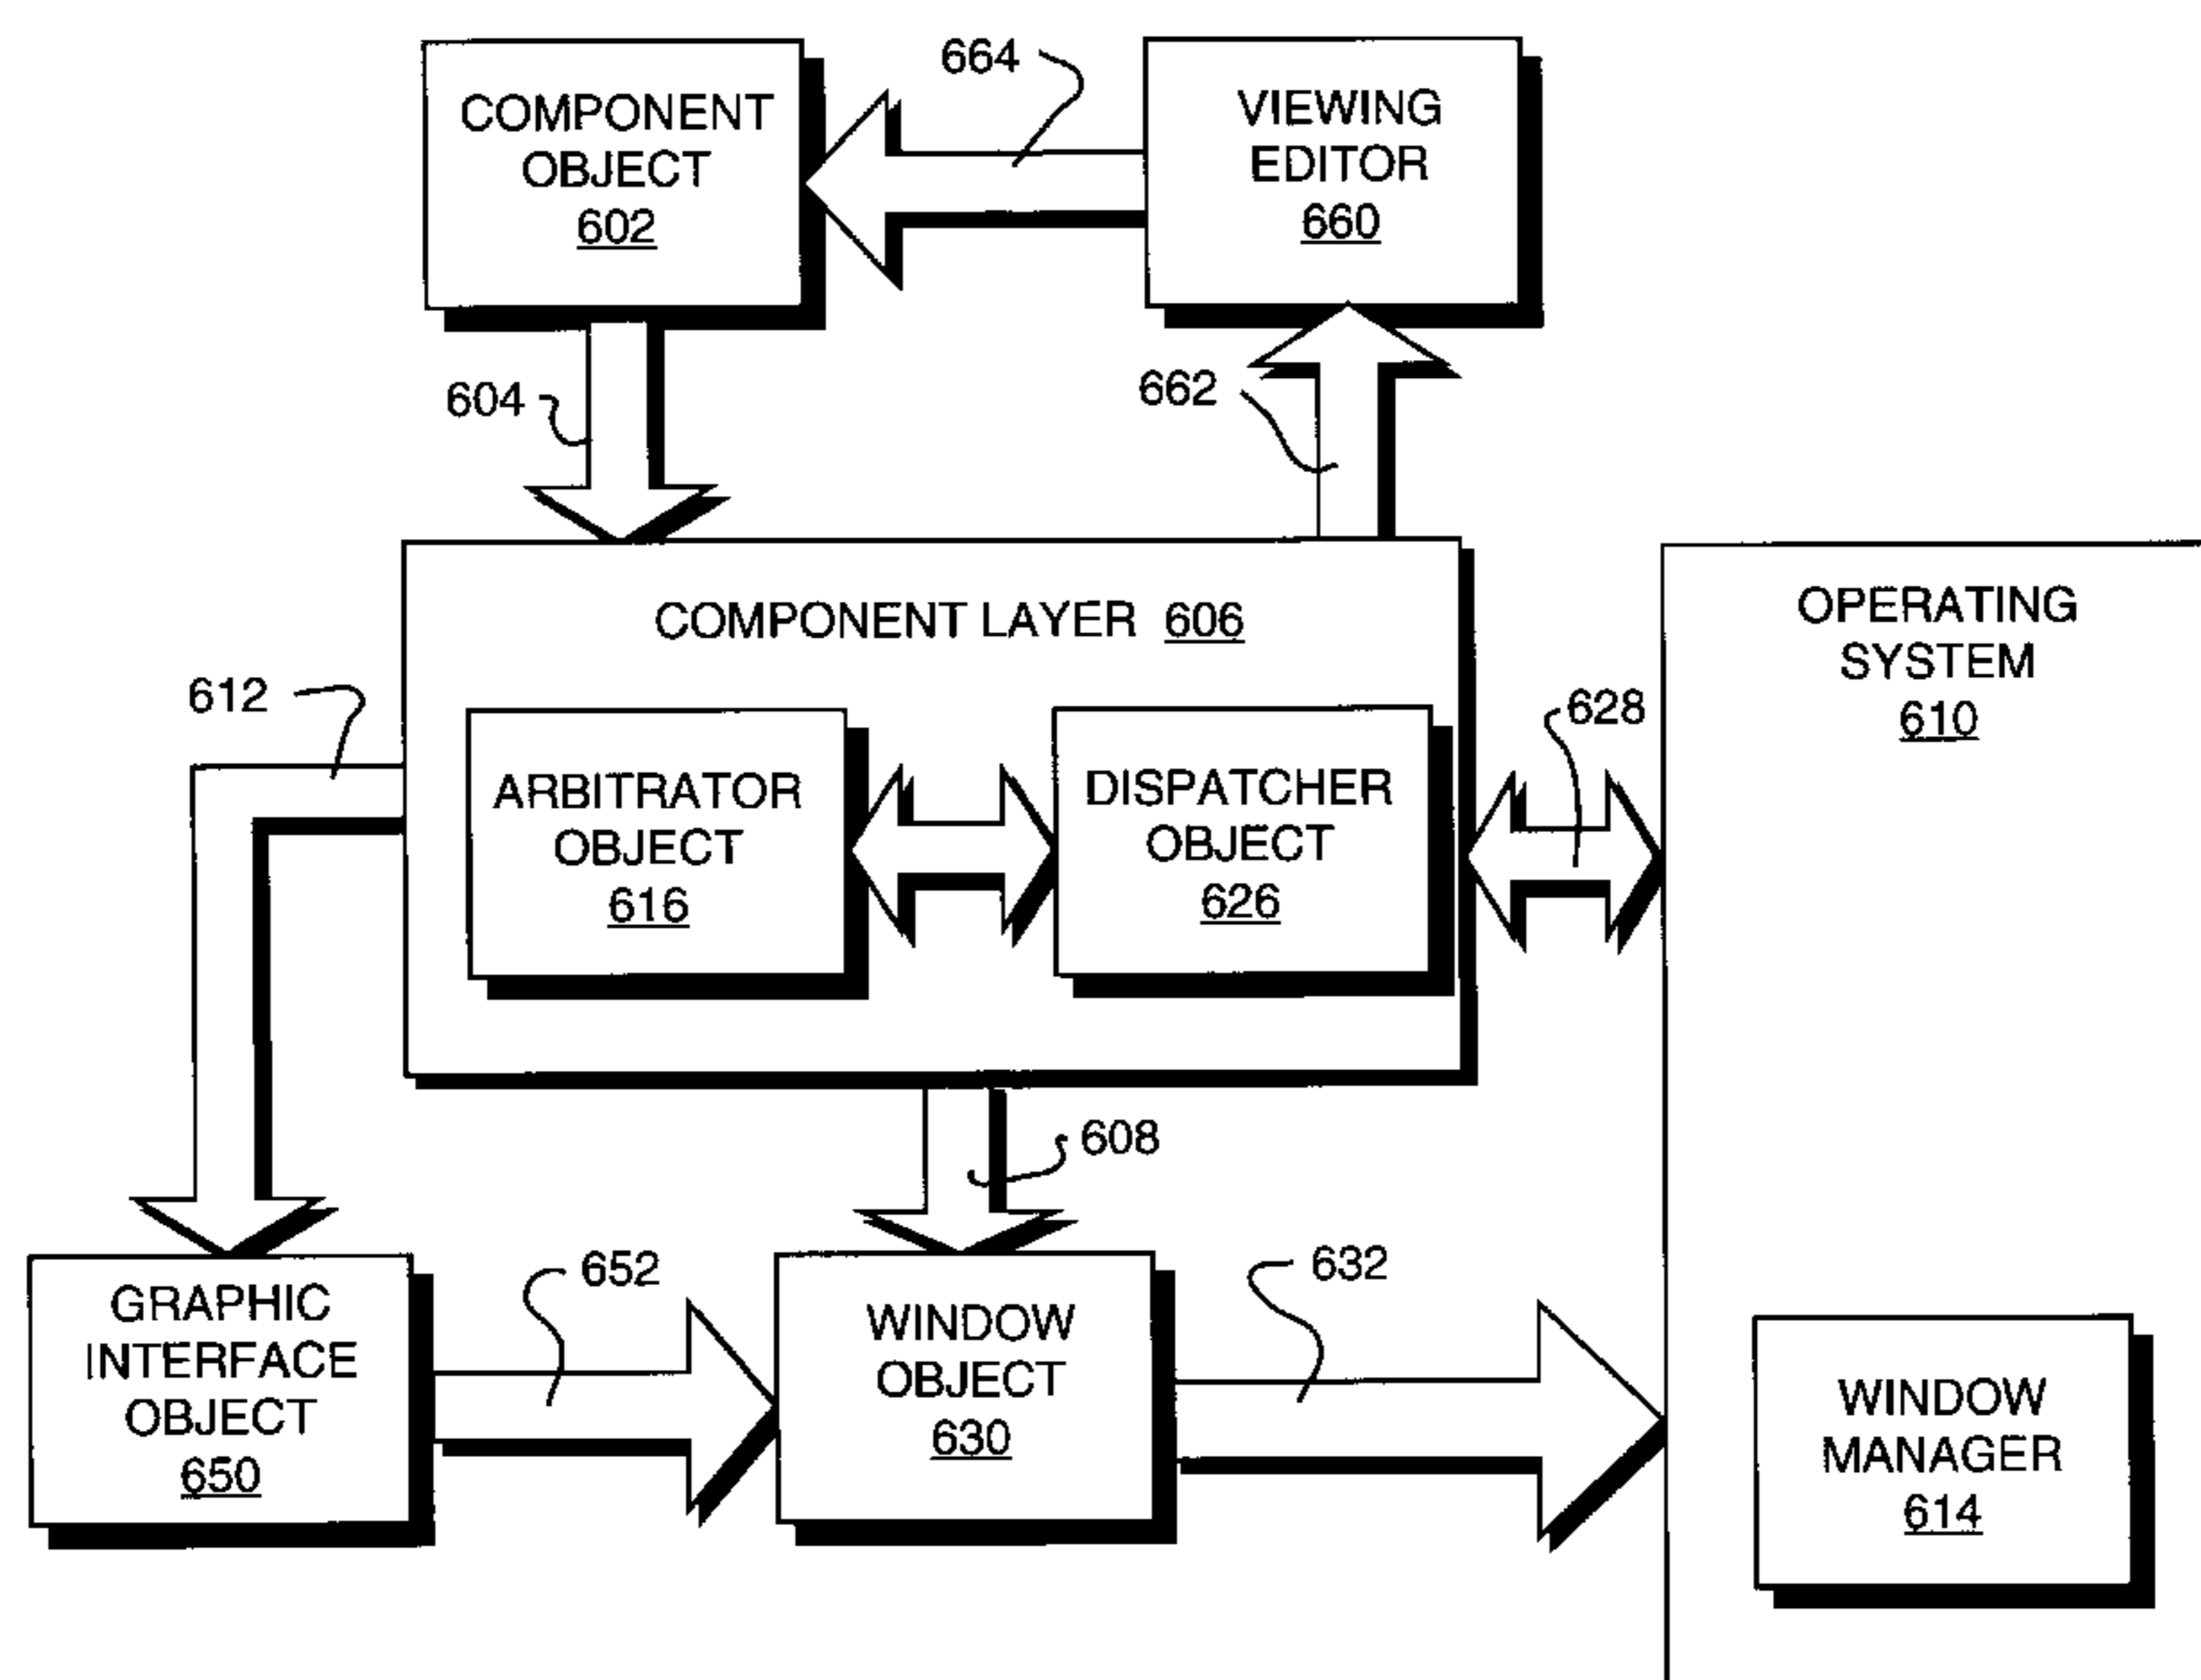 COMPONENT
OBJECT
602
664
VIEWING
EDITOR
660
604
662
COMPONENT LAYER 606
OPERATING
SYSTEM
610
612
628
ARBITRATOR
OBJECT
616
DISPATCHER
OBJECT
626
608
GRAPHIC
INTERFACE
OBJECT
650
652
WINDOW
OBJECT
630
632
WINDOW
MANAGER
614